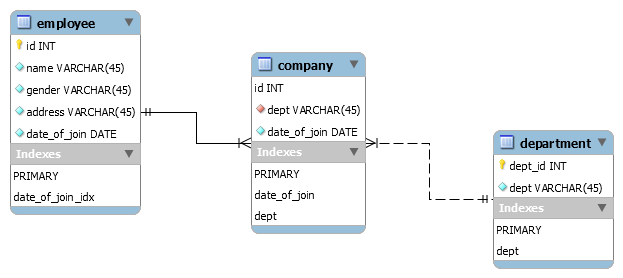 employee
id INT
name VARCHAR(45)
gender VARCHAR(45)
address VARCHAR(45)
date_of_join DATE
Indexes
PRIMARY
date_of_join_idx
company
id INT
dept VARCHAR(45)
date_of_join DATE
Indexes
PRIMARY
date_of_join
dept
department
dept_id INT
dept VARCHAR(45)
Indexes
PRIMARY
dept